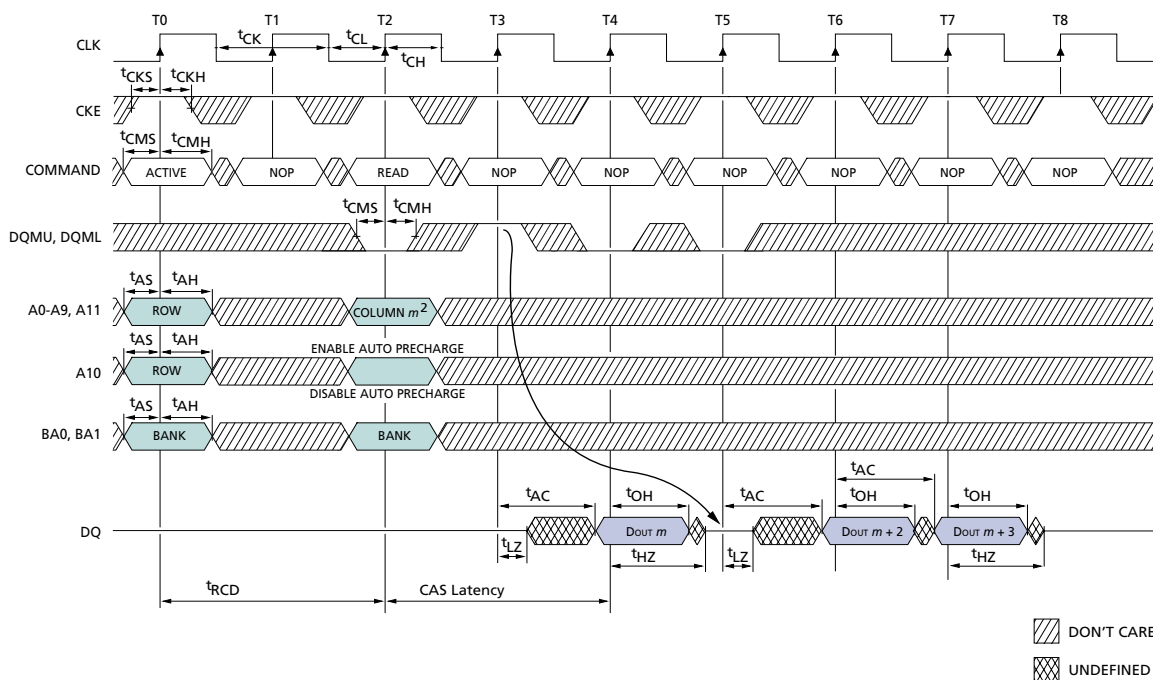 T0 T1 T2 T3 T4 T5 T6 T7 T8
CLK
tCK tCL
tCH
tCKS tCKH
CKE
tCMS tCMH
COMMAND ACTIVE NOP READ NOP NOP NOP NOP NOP NOP
tCMS tCMH
DQMU, DQML
tAS tAH
A0-A9, A11 ROW COLUMN m2
tAS tAH ENABLE AUTO PRECHARGE
A10 ROW
DISABLE AUTO PRECHARGE
tAS tAH
BA0, BA1 BANK BANK
tAC
tAC tOH tAC tOH tOH
DQ DOUT m DOUT m + 2 DOUT m + 3
tLZ tHZ tLZ tHZ
tRCD CAS Latency
DON'T CARE
UNDEFINED